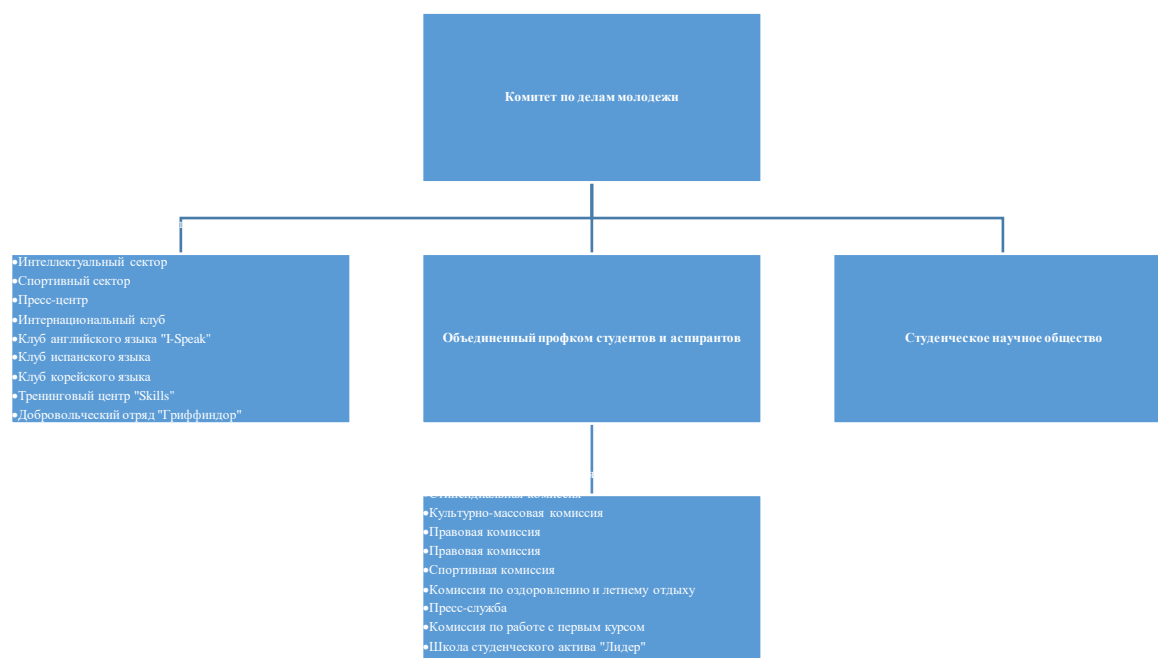 Комитет по делам молодежи
•Интеллектуальный сектор
•Спортивный сектор
•Пресс-центр
•Интернациональный клуб
•Клуб английского языка "I-Speak"
•Клуб испанского языка
•Клуб корейского языка
•Тренинговый центр "Skills"
•Добровольческий отряд "Гриффиндор"
Объединенный профком студентов и аспирантов
Студенческое научное общество
•Стипендиальная комиссия
•Культурно-массовая комиссия
•Правовая комиссия
•Правовая комиссия
•Спортивная комиссия
•Комиссия по оздоровлению и летнему отдыху
•Пресс-служба
•Комиссия по работе с первым курсом
•Школа студенческого актива "Лидер"